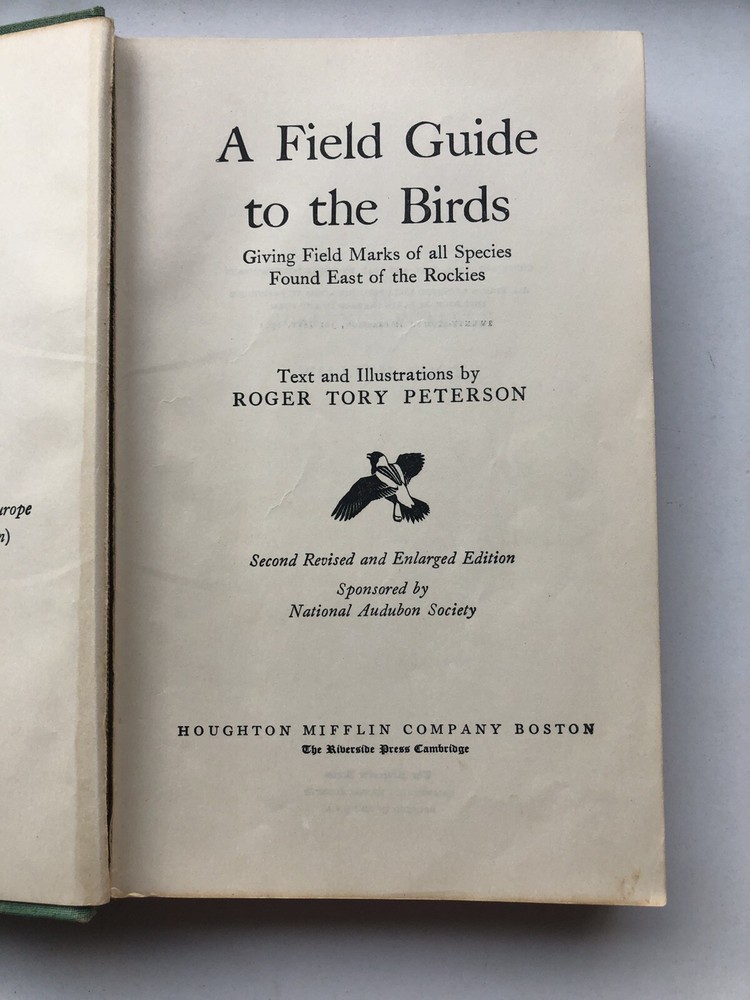 urope
n)
A Field Guide
to the Birds
Giving Field Marks of all Species
Found East of the Rockies
Text and Illustrations by
ROGER TORY PETERSON
Second Revised and Enlarged Edition
Sponsored by
National Audubon Society
HOUGHTON MIFFLIN COMPANY BOSTON
The Riverside Press Cambridge